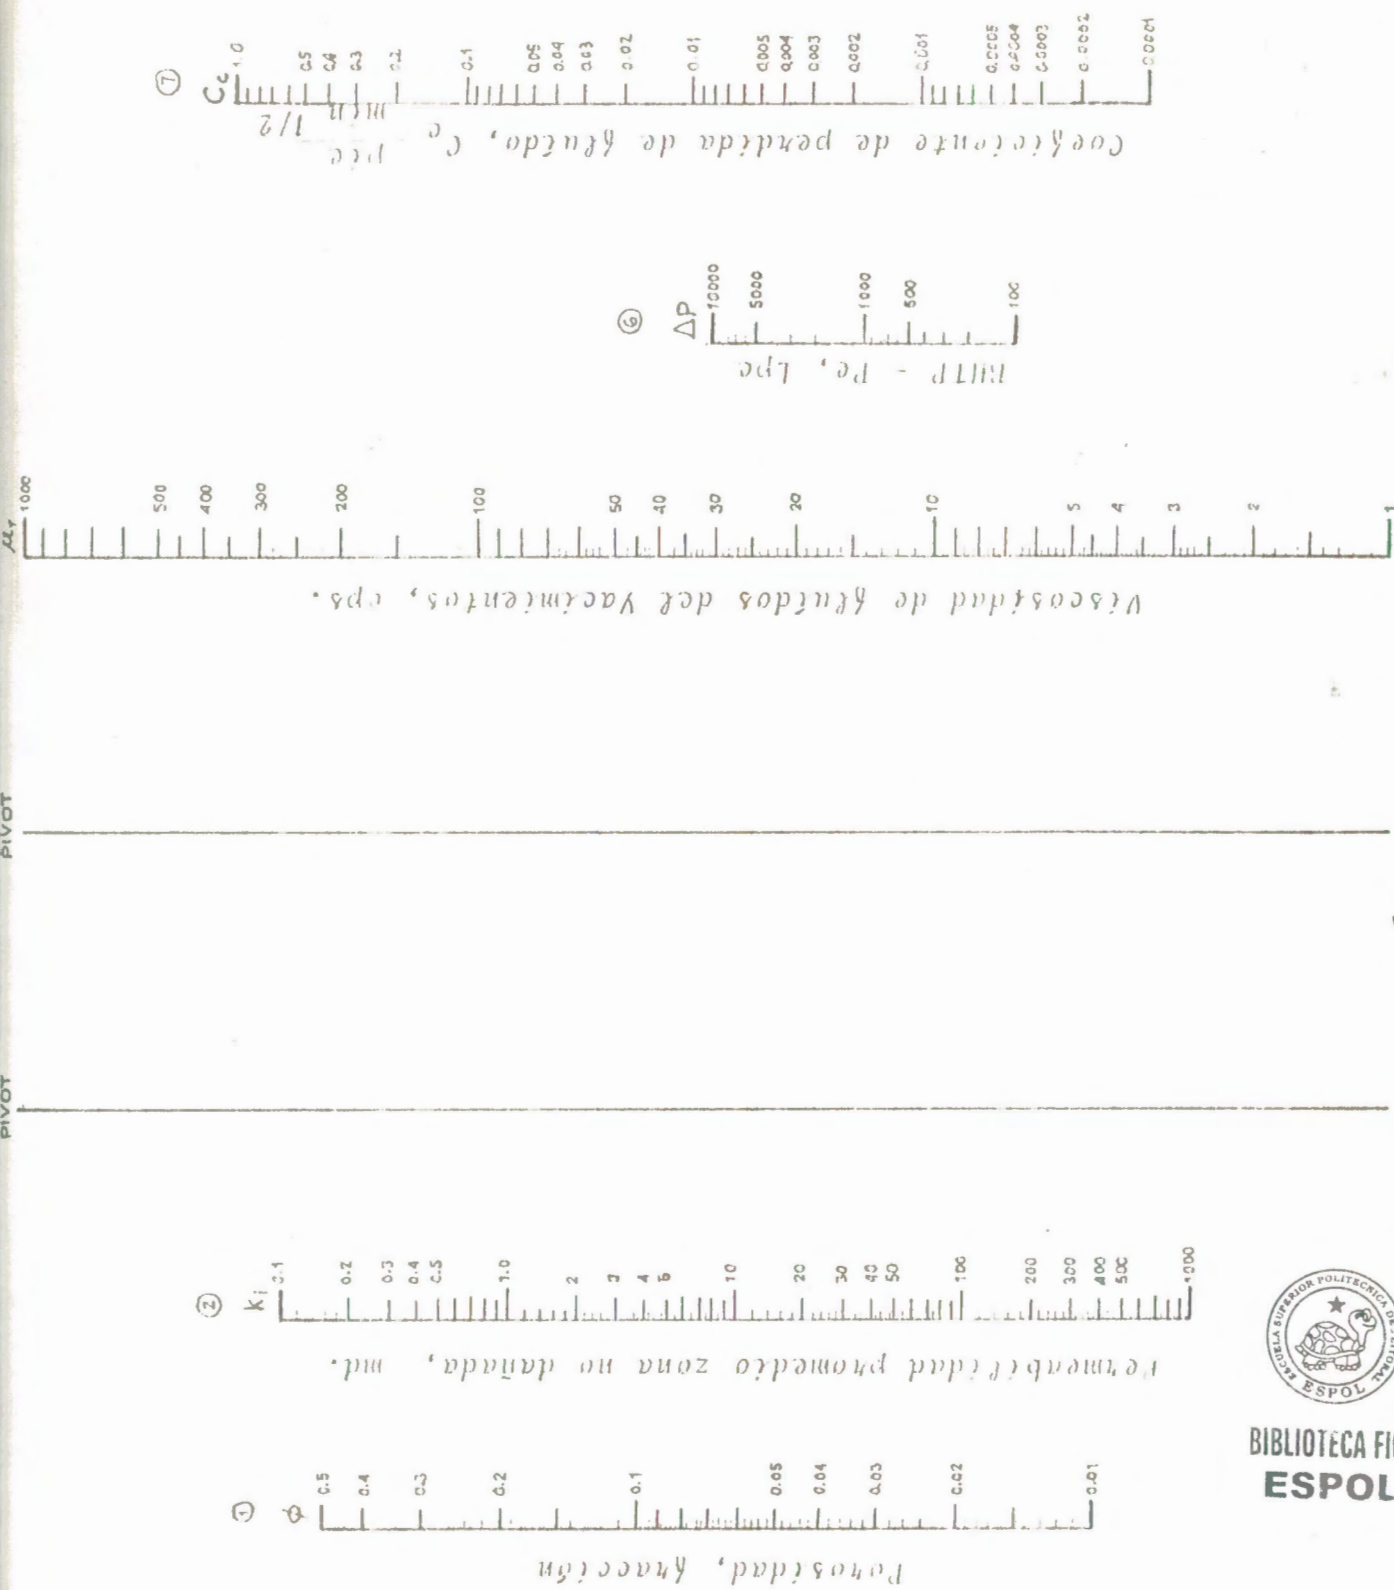 ⑦ Cc
1.0 0.5 0.4 0.3 0.2 0.1 0.05 0.04 0.03 0.02 0.01 0.005 0.004 0.003 0.002 0.001 0.0005 0.0004 0.0003 0.0002 0.0001
Coeficiente de perdida de fluído, Cc pie
min 1/2
⑥ ΔP
10000 5000 1000 500 100
BHTP - Pe, Lpc
μr
1000 500 400 300 200 100 50 40 30 20 10 5 4 3 2 1
Viscosidad de fluídos del Yacimientos, cps.
PIVOT
PIVOT
② ki
0.1 0.2 0.3 0.4 0.5 1.0 2 3 4 5 10 20 30 40 50 100 200 300 400 500 1000
Permeabilidad promedio zona no dañada, md.
① φ
0.5 0.4 0.3 0.2 0.1 0.05 0.04 0.03 0.02 0.01
Porosidad, fracción
ESCUELA SUPERIOR POLITECNICA DEL LITORAL
ESPOL
BIBLIOTECA
ESPOL